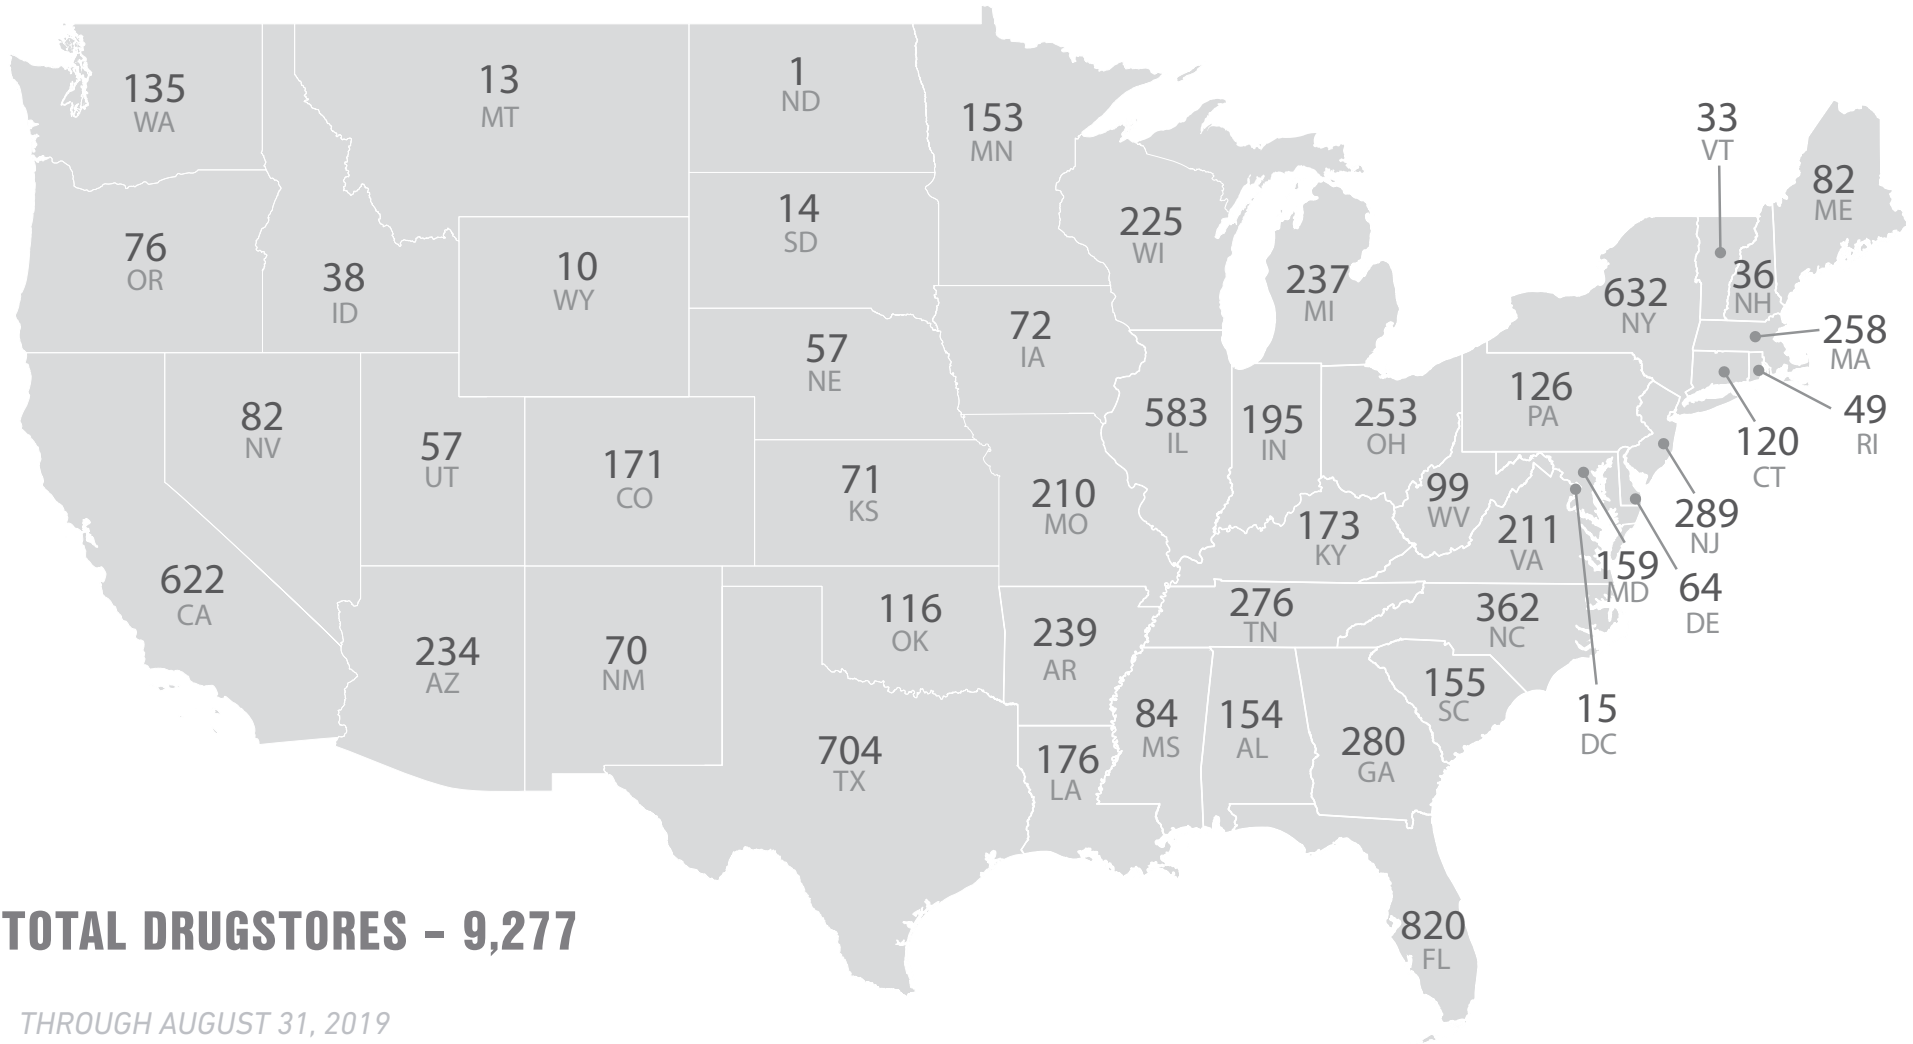 135
WA
13
MT
1
ND
153
MN
33
VT
82
ME
76
OR
38
ID
10
WY
14
SD
225
WI
237
MI
632
NY
36
NH
258
MA
72
IA
57
NE
82
NV
57
UT
171
CO
71
KS
210
MO
583
IL
195
IN
253
OH
126
PA
49
RI
120
CT
99
WV
173
KY
211
VA
289
NJ
159
MD
64
DE
622
CA
234
AZ
70
NM
116
OK
239
AR
276
TN
362
NC
155
SC
15
DC
704
TX
176
LA
84
MS
154
AL
280
GA
820
FL
TOTAL DRUGSTORES – 9,277
THROUGH AUGUST 31, 2019